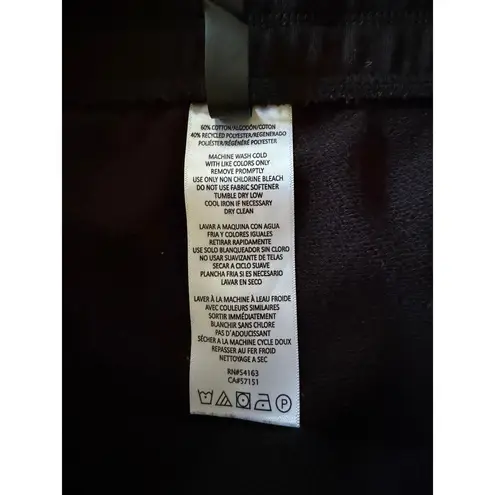 60% COTTON/ALGODÓN/COTON
40% RECYCLED POLYESTER/REGENERADO
POLIÉSTER/RÉGÉNÉRÉ POLYESTER
MACHINE WASH COLD
WITH LIKE COLORS ONLY
REMOVE PROMPTLY
USE ONLY NON CHLORINE BLEACH
DO NOT USE FABRIC SOFTENER
TUMBLE DRY LOW
COOL IRON IF NECESSARY
DRY CLEAN
LAVAR A MAQUINA CON AGUA
FRIA Y COLORES IGUALES
RETIRAR RAPIDAMENTE
USE SOLO BLANQUEADOR SIN CLORO
NO USAR SUAVIZANTE DE TELAS
SECAR A CICLO SUAVE
PLANCHA FRIA SI ES NECESARIO
LAVAR EN SECO
LAVER À LA MACHINE À L'EAU FROIDE
AVEC COULEURS SIMILAIRES
SORTIR IMMÉDIATEMENT
BLANCHIR SANS CHLORE
PAS D'ADOUCISSANT
SÉCHER A LA MACHINE CYCLE DOUX
REPASSER AU FER FROID
NETTOYAGE A SEC
RN#54163
CA#57151
P